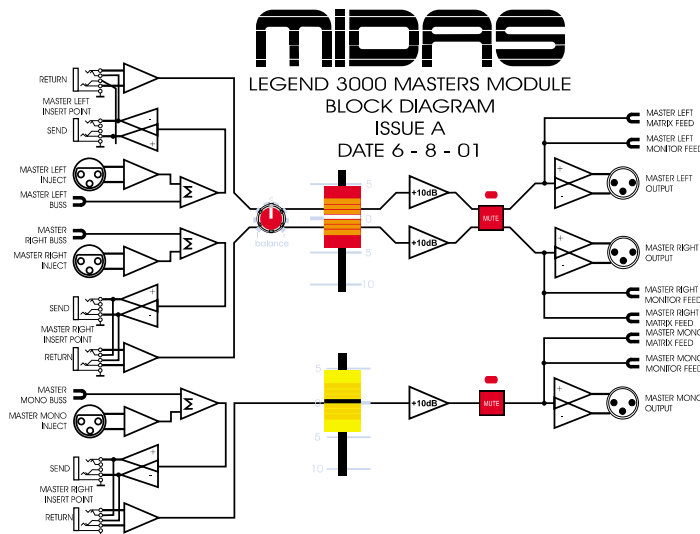 MIDAS
LEGEND 3000 MASTERS MODULE
BLOCK DIAGRAM
ISSUE A
DATE 6 - 8 - 01
RETURN
MASTER LEFT
INSERT POINT
SEND
MASTER LEFT
INJECT
MASTER LEFT
BUSS
MASTER
RIGHT BUSS
MASTER RIGHT
INJECT
SEND
MASTER RIGHT
INSERT POINT
RETURN
MASTER
MONO BUSS
MASTER MONO
INJECT
SEND
MASTER RIGHT
INSERT POINT
RETURN
Σ
Σ
Σ
-
+
+
-
+
-
balance
5
0
5
10
5
0
5
10
+10dB
+10dB
+10dB
MUTE
MUTE
+
-
+
-
+
-
MASTER LEFT
MATRIX FEED
MASTER LEFT
MONITOR FEED
MASTER LEFT
OUTPUT
MASTER RIGHT
OUTPUT
MASTER RIGHT
MONITOR FEED
MASTER RIGHT
MATRIX FEED
MASTER MONO
MATRIX FEED
MASTER MONO
MONITOR FEED
MASTER MONO
OUTPUT